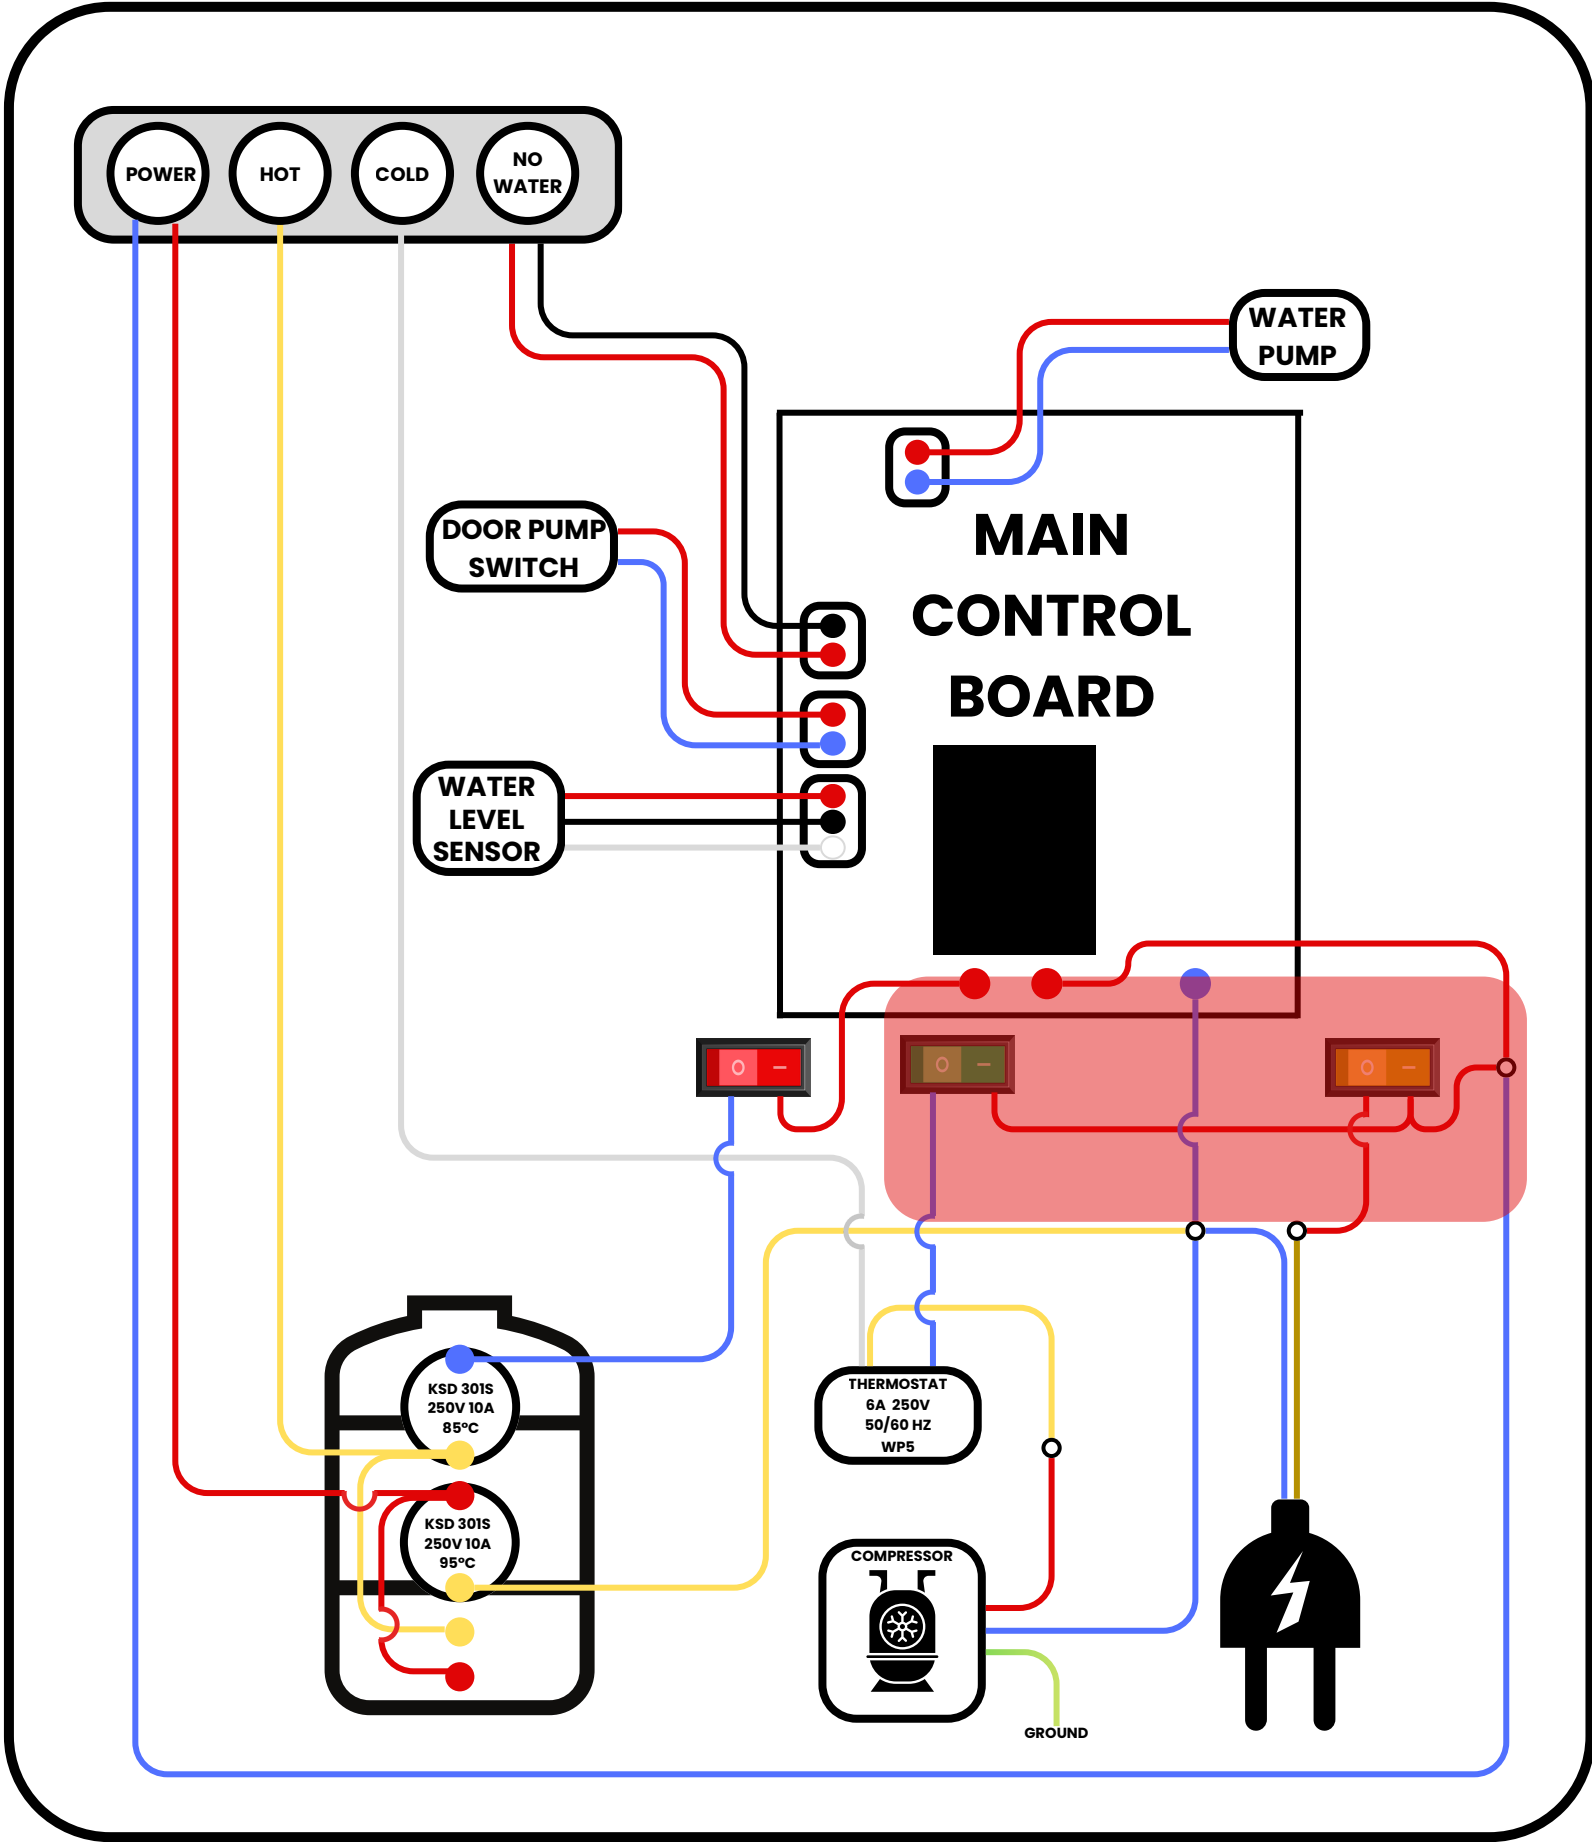 POWER
HOT
COLD
NO
WATER
WATER
PUMP
MAIN
CONTROL
BOARD
DOOR PUMP
SWITCH
WATER
LEVEL
SENSOR
KSD 301S
250V 10A
85°C
KSD 301S
250V 10A
95°C
THERMOSTAT
6A 250V
50/60 HZ
WP5
COMPRESSOR
GROUND